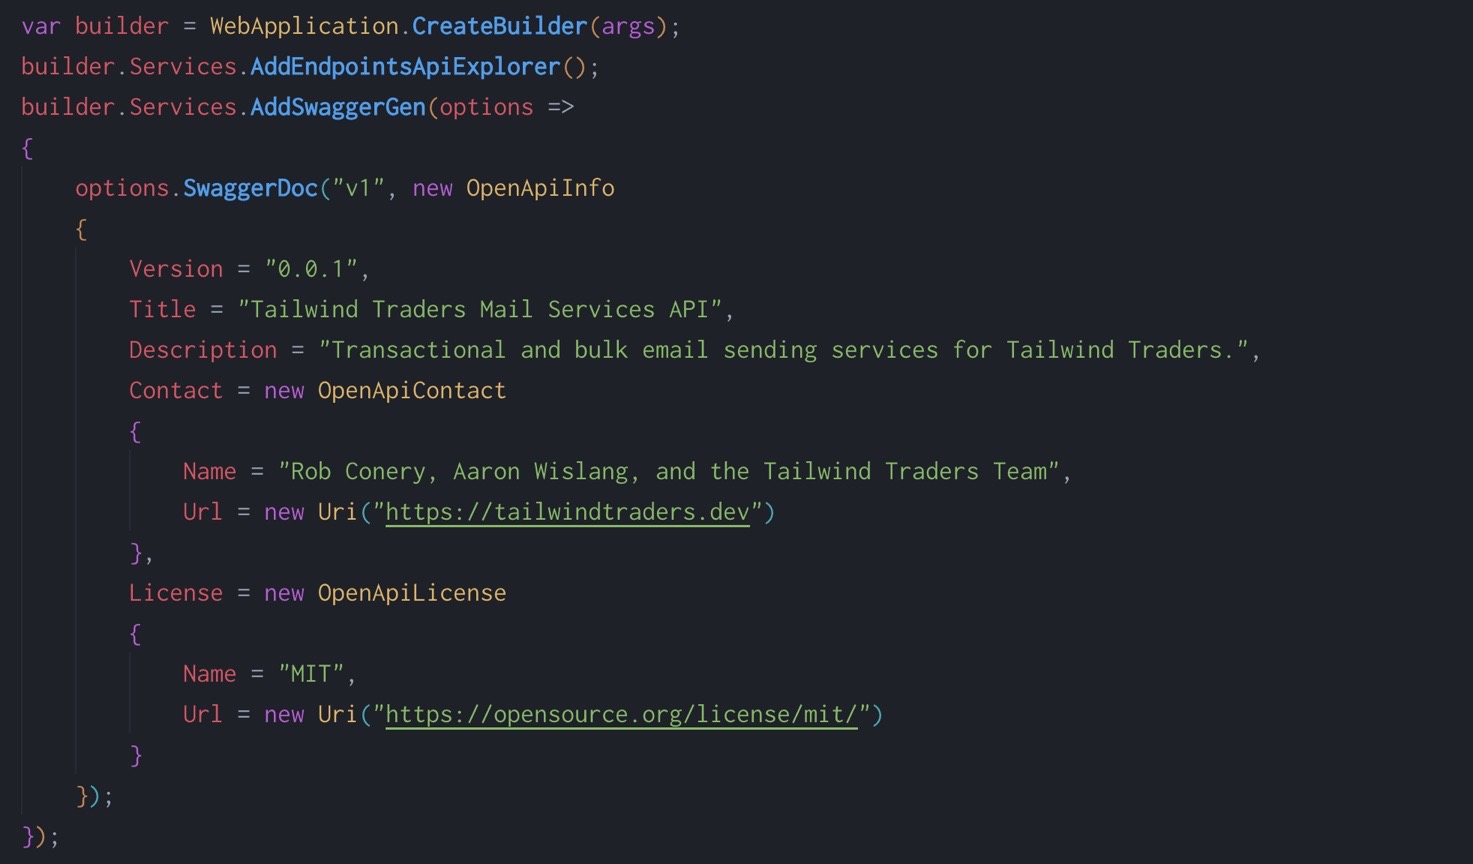 var builder = WebApplication.CreateBuilder(args);
builder.Services.AddEndpointsApiExplorer();
builder.Services.AddSwaggerGen(options =>
{
    options.SwaggerDoc("v1", new OpenApiInfo
    {
        Version = "0.0.1",
        Title = "Tailwind Traders Mail Services API",
        Description = "Transactional and bulk email sending services for Tailwind Traders.",
        Contact = new OpenApiContact
        {
            Name = "Rob Conery, Aaron Wislang, and the Tailwind Traders Team",
            Url = new Uri("https://tailwindtraders.dev")
        },
        License = new OpenApiLicense
        {
            Name = "MIT",
            Url = new Uri("https://opensource.org/license/mit/")
        }
    });
});